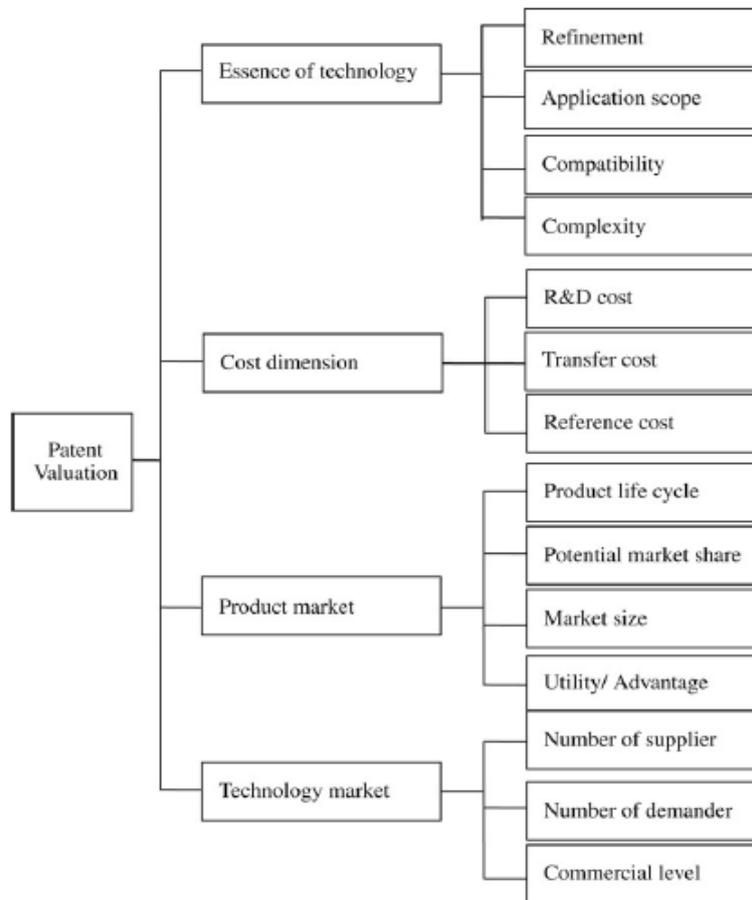 Patent
Valuation
Essence of technology
Refinement
Application scope
Compatibility
Complexity
Cost dimension
R&D cost
Transfer cost
Reference cost
Product market
Product life cycle
Potential market share
Market size
Utility/ Advantage
Technology market
Number of supplier
Number of demander
Commercial level